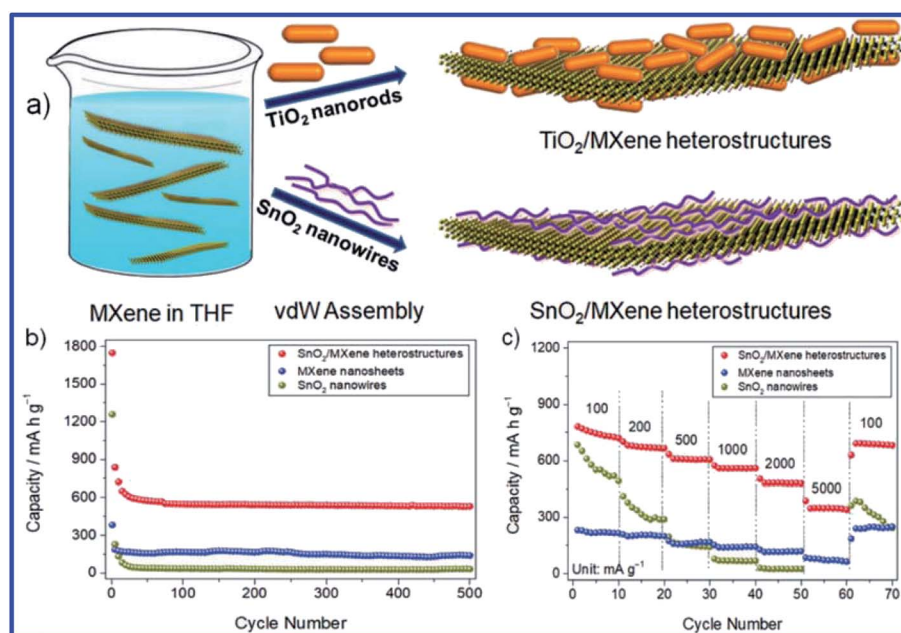 a)
TiO₂ nanorods
TiO₂/MXene heterostructures
SnO₂ nanowires
MXene in THF
vdW Assembly
SnO₂/MXene heterostructures
b)
1800
1500
1200
900
600
300
0
Capacity / mA h g⁻¹
SnO₂/MXene heterostructures
MXene nanosheets
SnO₂ nanowires
0 100 200 300 400 500
Cycle Number
c)
1200
900
600
300
0
Capacity / mA h g⁻¹
SnO₂/MXene heterostructures
MXene nanosheets
SnO₂ nanowires
100
200
500
1000
2000
5000
100
Unit: mA g⁻¹
0 10 20 30 40 50 60 70
Cycle Number